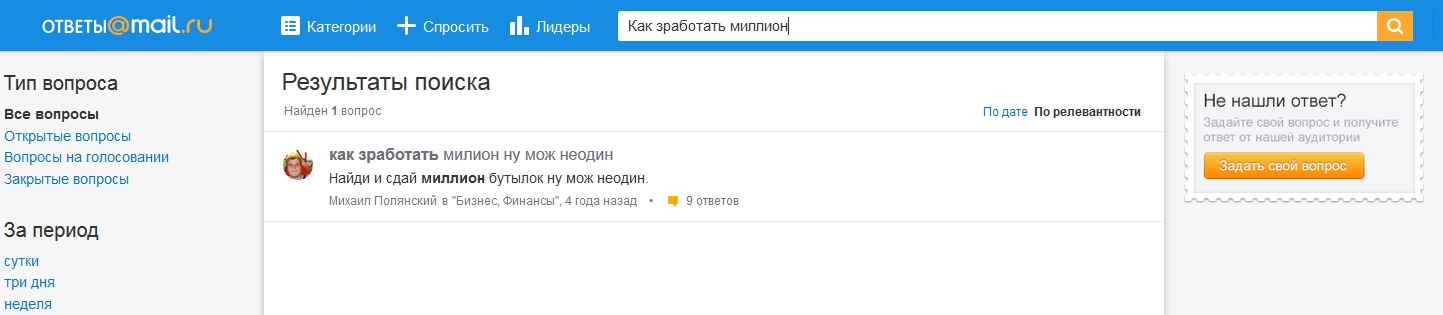 ОТВЕТЫ@mail.ru
Категории
Спросить
Лидеры
Как зработать миллион
Тип вопроса
Все вопросы
Открытые вопросы
Вопросы на голосовании
Закрытые вопросы
За период
сутки
три дня
неделя
Результаты поиска
Найден 1 вопрос
По дате По релевантности
как зработать милион ну мож неодин
Найди и сдай миллион бутылок ну мож неодин.
Михаил Полянский в "Бизнес, Финансы", 4 года назад • 9 ответов
Не нашли ответ?
Задайте свой вопрос и получите
ответ от нашей аудитории
Задать свой вопрос